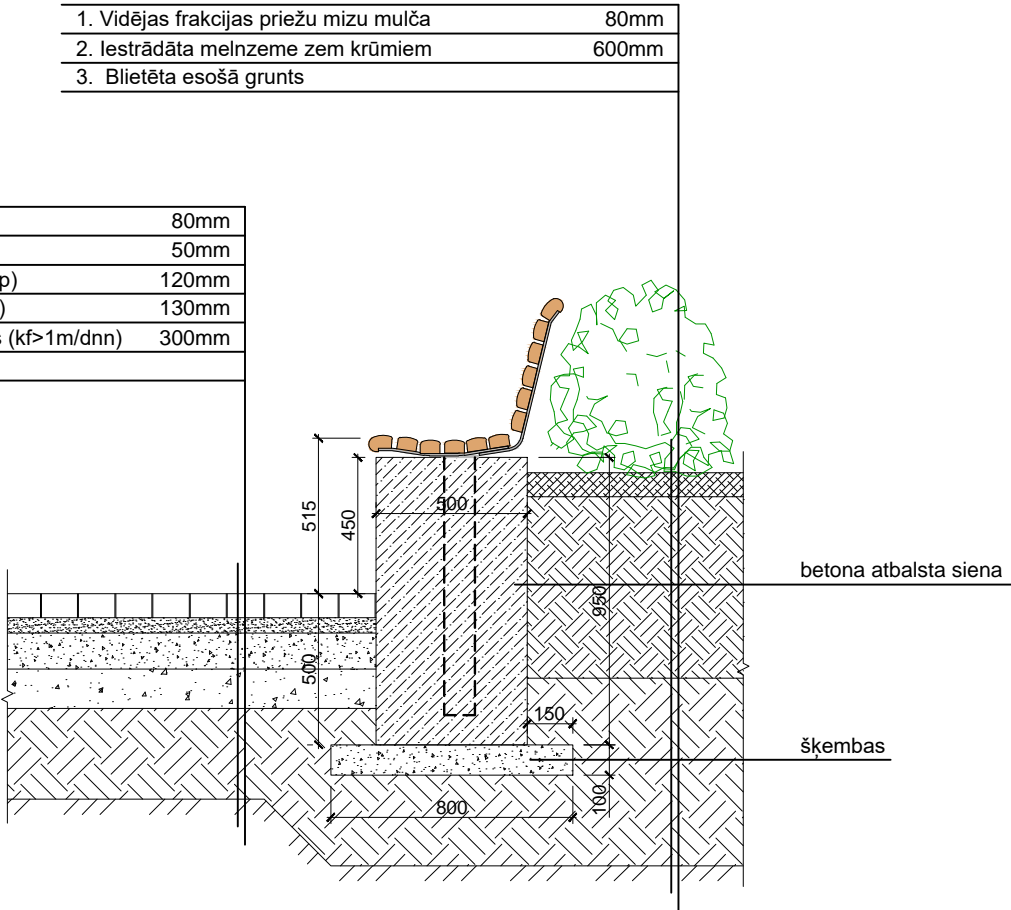 1. Vidējas frakcijas priežu mizu mulča 80mm
2. Iestrādāta melnzeme zem krūmiem 600mm
3. Blietēta esošā grunts
80mm
50mm
p) 120mm
) 130mm
s (kf>1m/dnn) 300mm
515
450
500
betona atbalsta siena
950
500
150
šķembas
100
800